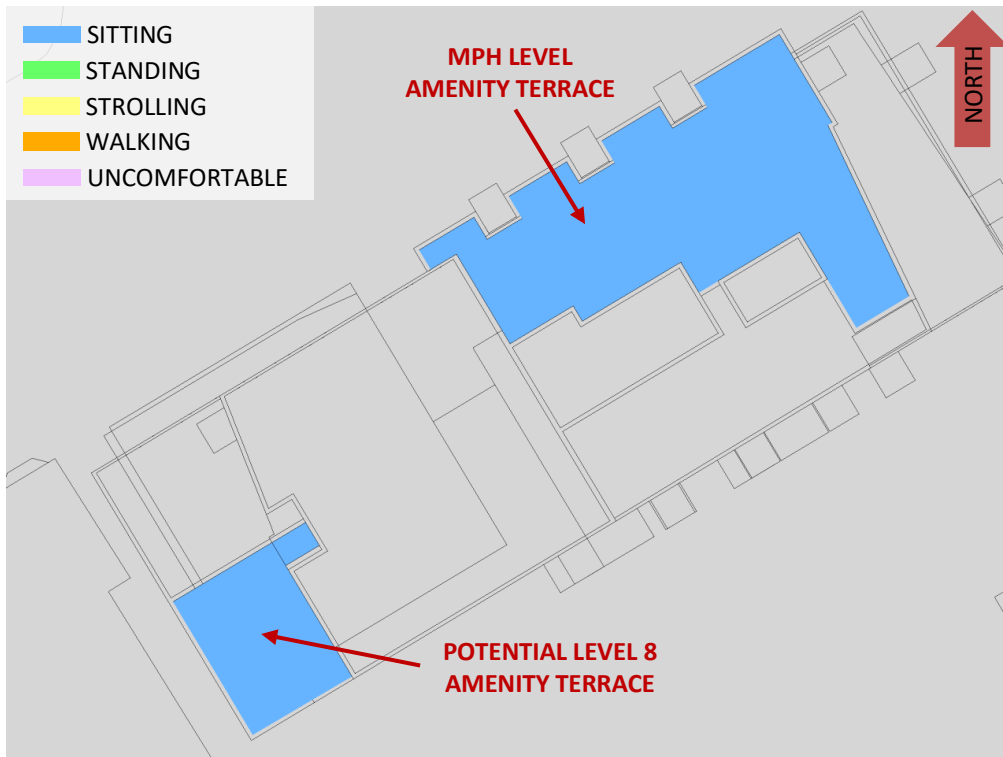 SITTING
STANDING
STROLLING
WALKING
UNCOMFORTABLE
MPH LEVEL
AMENITY TERRACE
NORTH
POTENTIAL LEVEL 8
AMENITY TERRACE